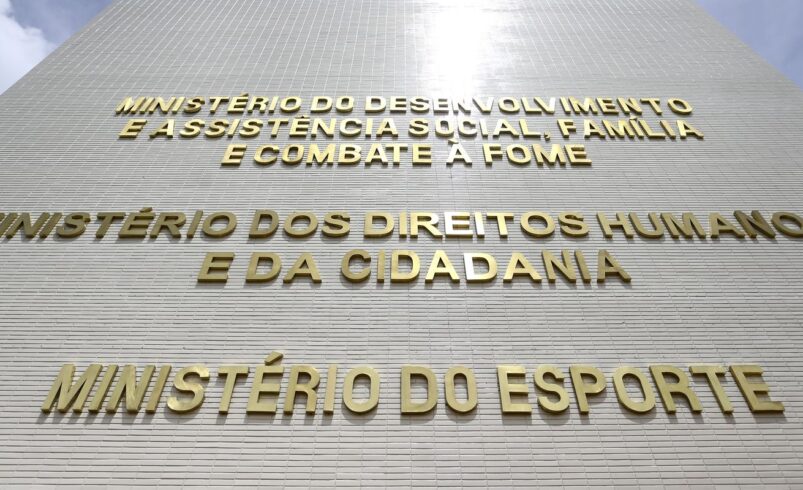 MINISTÉRIO DO DESENVOLVIMENTO
E ASSISTÊNCIA SOCIAL, FAMÍLIA
E COMBATE À FOME
MINISTÉRIO DOS DIREITOS HUMANOS
E DA CIDADANIA
MINISTÉRIO DO ESPORTE